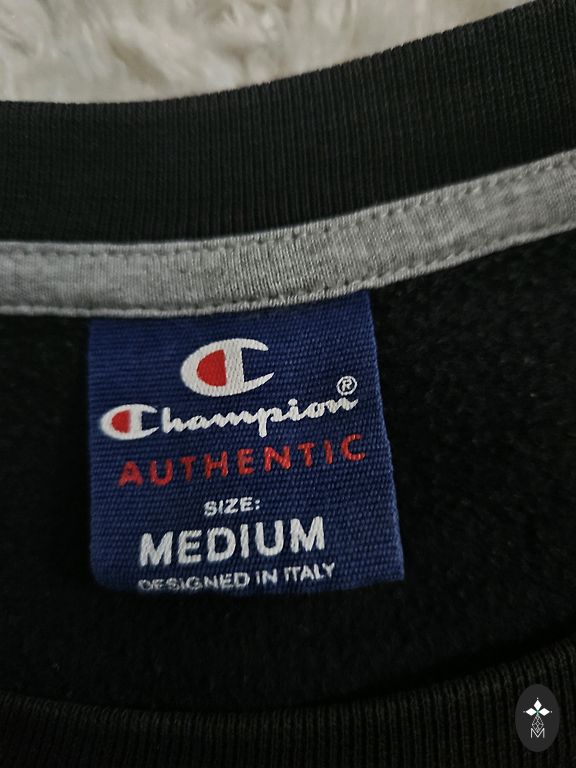 Champion®
AUTHENTIC
SIZE:
MEDIUM
DESIGNED IN ITALY
M